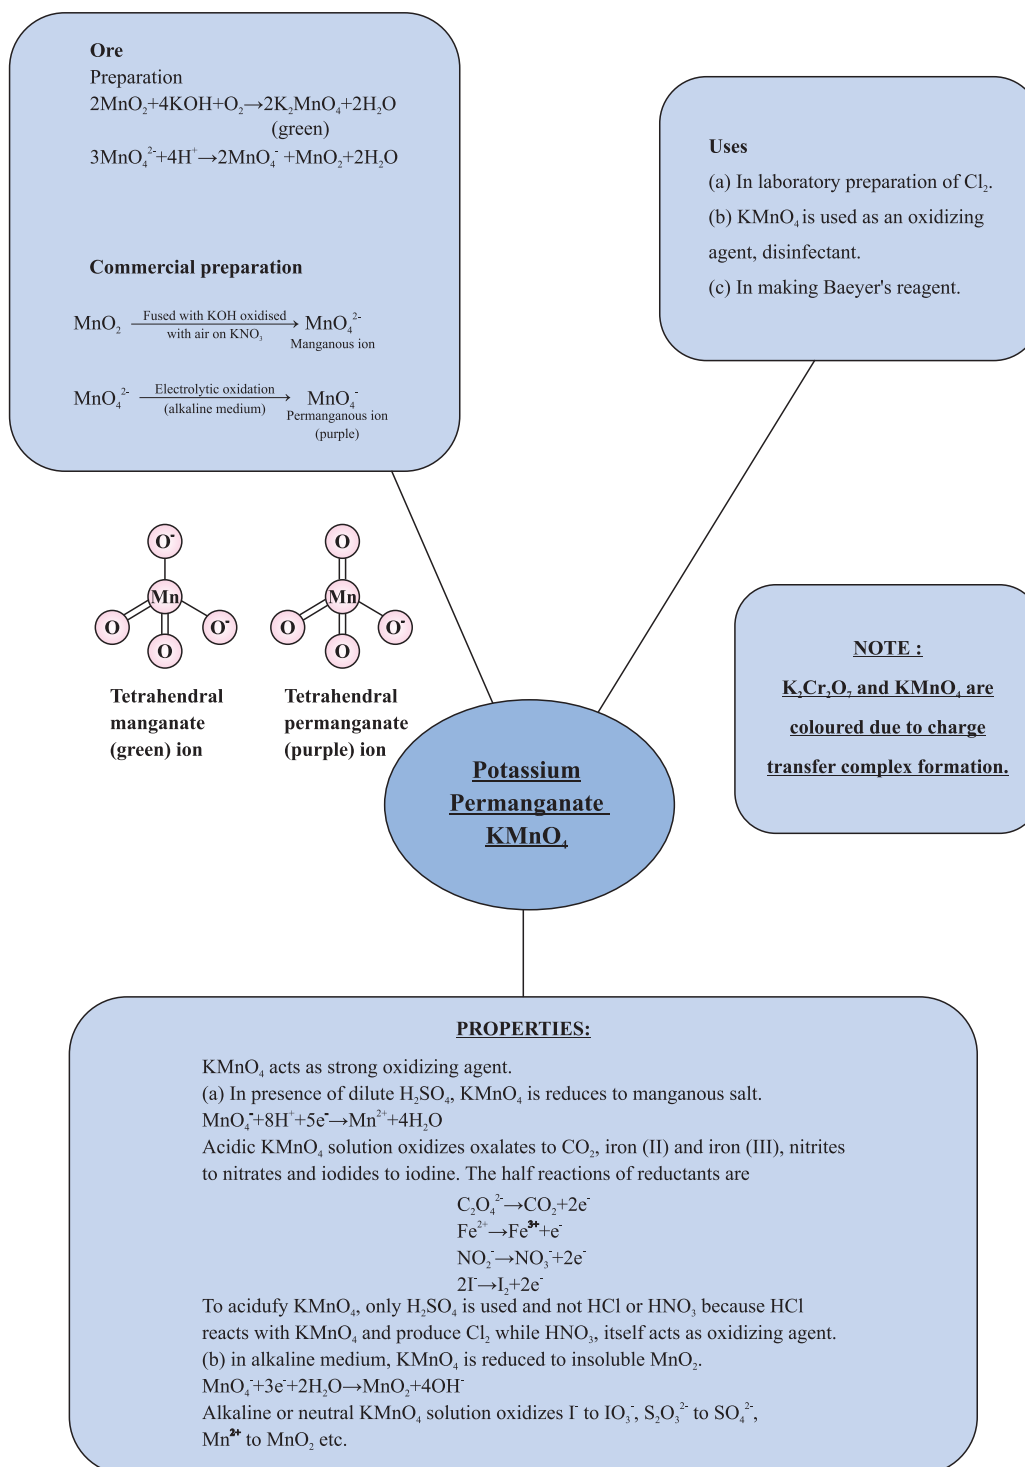 Ore
Preparation
2MnO₂+4KOH+O₂→2K₂MnO₄+2H₂O
(green)
3MnO₄²⁻+4H⁺→2MnO₄⁻ +MnO₂+2H₂O
Commercial preparation
MnO₂ Fused with KOH oxidised with air on KNO₃ → MnO₄²⁻
Manganous ion
MnO₄²⁻ Electrolytic oxidation (alkaline medium) → MnO₄⁻
Permanganous ion
(purple)
Uses
(a) In laboratory preparation of Cl₂.
(b) KMnO₄ is used as an oxidizing
agent, disinfectant.
(c) In making Baeyer's reagent.
O⁻
Mn
O
O⁻
O
Tetrahendral
manganate
(green) ion
O
Mn
O
O⁻
O
Tetrahendral
permanganate
(purple) ion
NOTE :
K₂Cr₂O₇ and KMnO₄ are
coloured due to charge
transfer complex formation.
Potassium
Permanganate
KMnO₄
PROPERTIES:
KMnO₄ acts as strong oxidizing agent.
(a) In presence of dilute H₂SO₄, KMnO₄ is reduces to manganous salt.
MnO₄⁻+8H⁺+5e⁻→Mn²⁺+4H₂O
Acidic KMnO₄ solution oxidizes oxalates to CO₂, iron (II) and iron (III), nitrites
to nitrates and iodides to iodine. The half reactions of reductants are
C₂O₄²⁻→CO₂+2e⁻
Fe²⁺→Fe³⁺+e⁻
NO₂⁻→NO₃⁻+2e⁻
2I⁻→I₂+2e⁻
To acidufy KMnO₄, only H₂SO₄ is used and not HCl or HNO₃ because HCl
reacts with KMnO₄ and produce Cl₂ while HNO₃, itself acts as oxidizing agent.
(b) in alkaline medium, KMnO₄ is reduced to insoluble MnO₂.
MnO₄⁻+3e⁻+2H₂O→MnO₂+4OH⁻
Alkaline or neutral KMnO₄ solution oxidizes I⁻ to IO₃⁻, S₂O₃²⁻ to SO₄²⁻,
Mn²⁺ to MnO₂ etc.